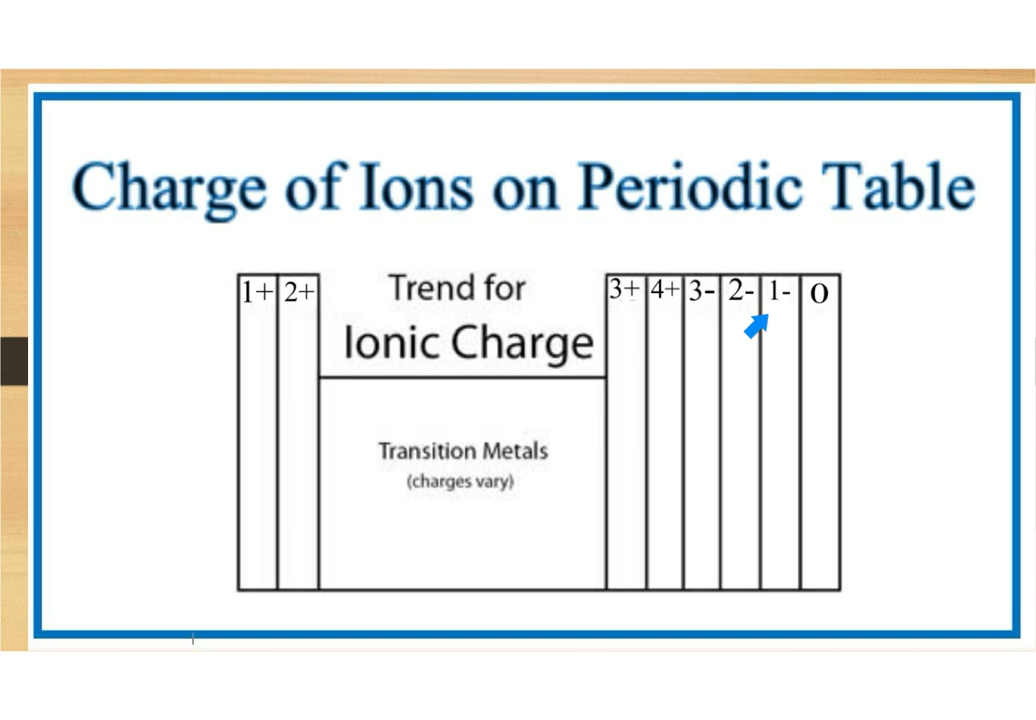 Charge of Ions on Periodic Table
1+ 2+ Trend for 3+ 4+ 3- 2- 1- 0
Ionic Charge
Transition Metals
(charges vary)